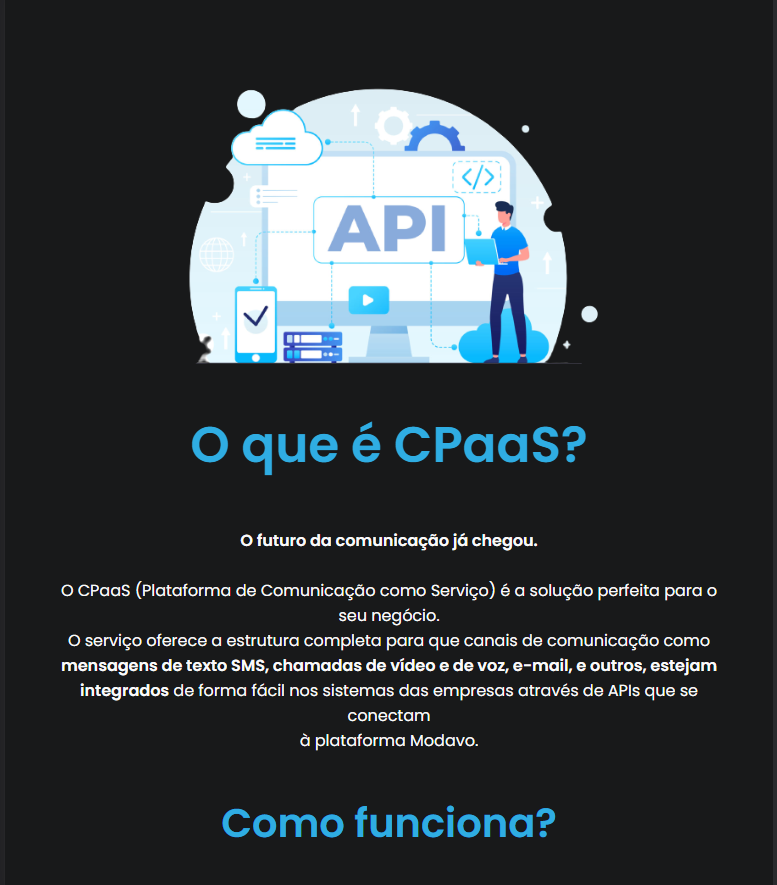 </>
API
O que é CPaaS?
O futuro da comunicação já chegou.
O CPaaS (Plataforma de Comunicação como Serviço) é a solução perfeita para o
seu negócio.
O serviço oferece a estrutura completa para que canais de comunicação como
mensagens de texto SMS, chamadas de vídeo e de voz, e-mail, e outros, estejam
integrados de forma fácil nos sistemas das empresas através de APIs que se
conectam
à plataforma Modavo.
Como funciona?